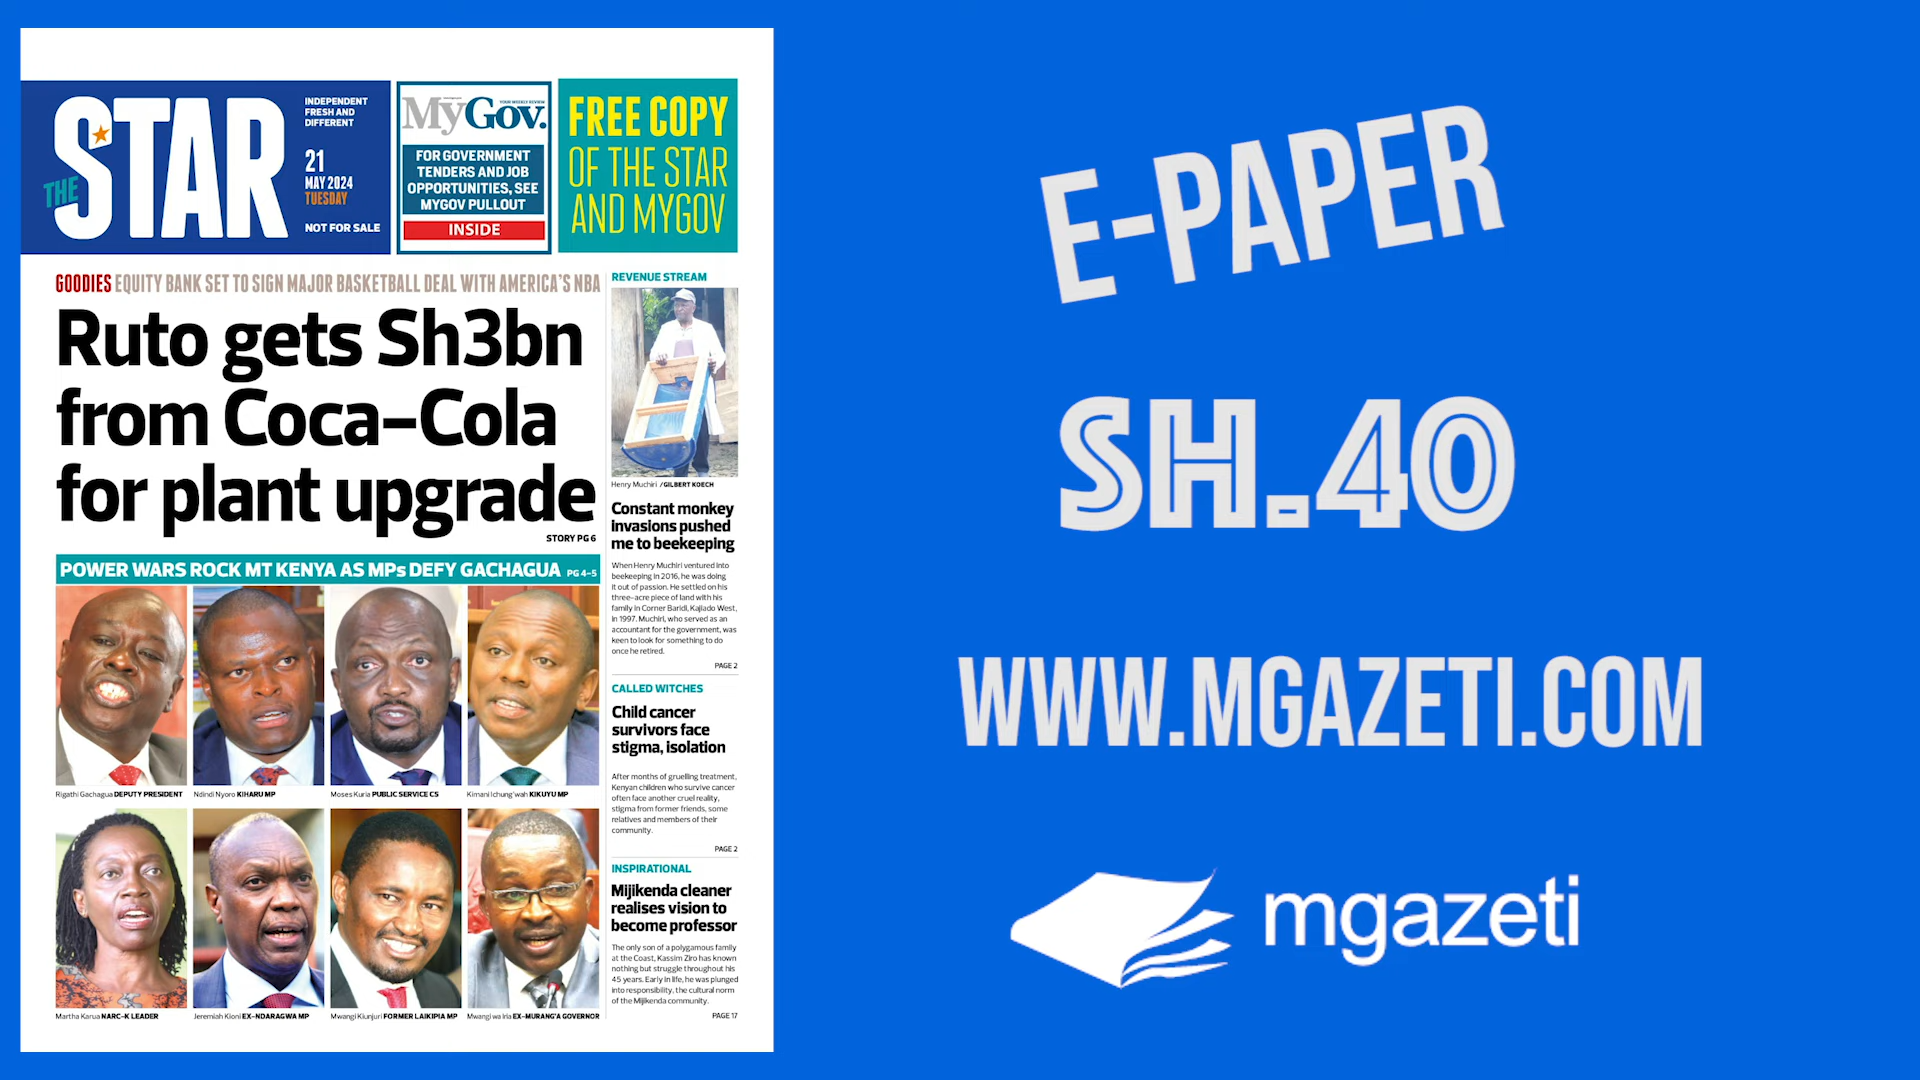 THE STAR
INDEPENDENT
FRESH AND
DIFFERENT
21
MAY 2024
TUESDAY
NOT FOR SALE
YOUR WEEKLY REVIEW
MyGov.
FOR GOVERNMENT
TENDERS AND JOB
OPPORTUNITIES, SEE
MYGOV PULLOUT
INSIDE
FREE COPY
OF THE STAR
AND MYGOV
GOODIES EQUITY BANK SET TO SIGN MAJOR BASKETBALL DEAL WITH AMERICA'S NBA
Ruto gets Sh3bn
from Coca-Cola
for plant upgrade
STORY PG 6
POWER WARS ROCK MT KENYA AS MPs DEFY GACHAGUA PG 4-5
Rigathi Gachagua DEPUTY PRESIDENT
Ndindi Nyoro KIHARU MP
Moses Kuria PUBLIC SERVICE CS
Kimani Ichung'wah KIKUYU MP
Martha Karua NARC-K LEADER
Jeremiah Kioni EX-NDARAGWA MP
Mwangi Kiunjuri FORMER LAIKIPIA MP
Mwangi wa Iria EX-MURANG'A GOVERNOR
REVENUE STREAM
Henry Muchiri /GILBERT KOECH
Constant monkey
invasions pushed
me to beekeeping
When Henry Muchiri ventured into
beekeeping in 2016, he was doing
it out of passion. He settled on his
three-acre piece of land with his
family in Corner Baridi, Kajiado West,
in 1997. Muchiri, who served as an
accountant for the government, was
keen to look for something to do
once he retired.
PAGE 2
CALLED WITCHES
Child cancer
survivors face
stigma, isolation
After months of gruelling treatment,
Kenyan children who survive cancer
often face another cruel reality,
stigma from former friends, some
relatives and members of their
community.
PAGE 2
INSPIRATIONAL
Mijikenda cleaner
realises vision to
become professor
The only son of a polygamous family
at the Coast, Kassim Ziro has known
nothing but struggle throughout his
45 years. Early in life, he was plunged
into responsibility, the cultural norm
of the Mijikenda community.
PAGE 17
E-PAPER
SH.40
WWW.MGAZETI.COM
mgazeti